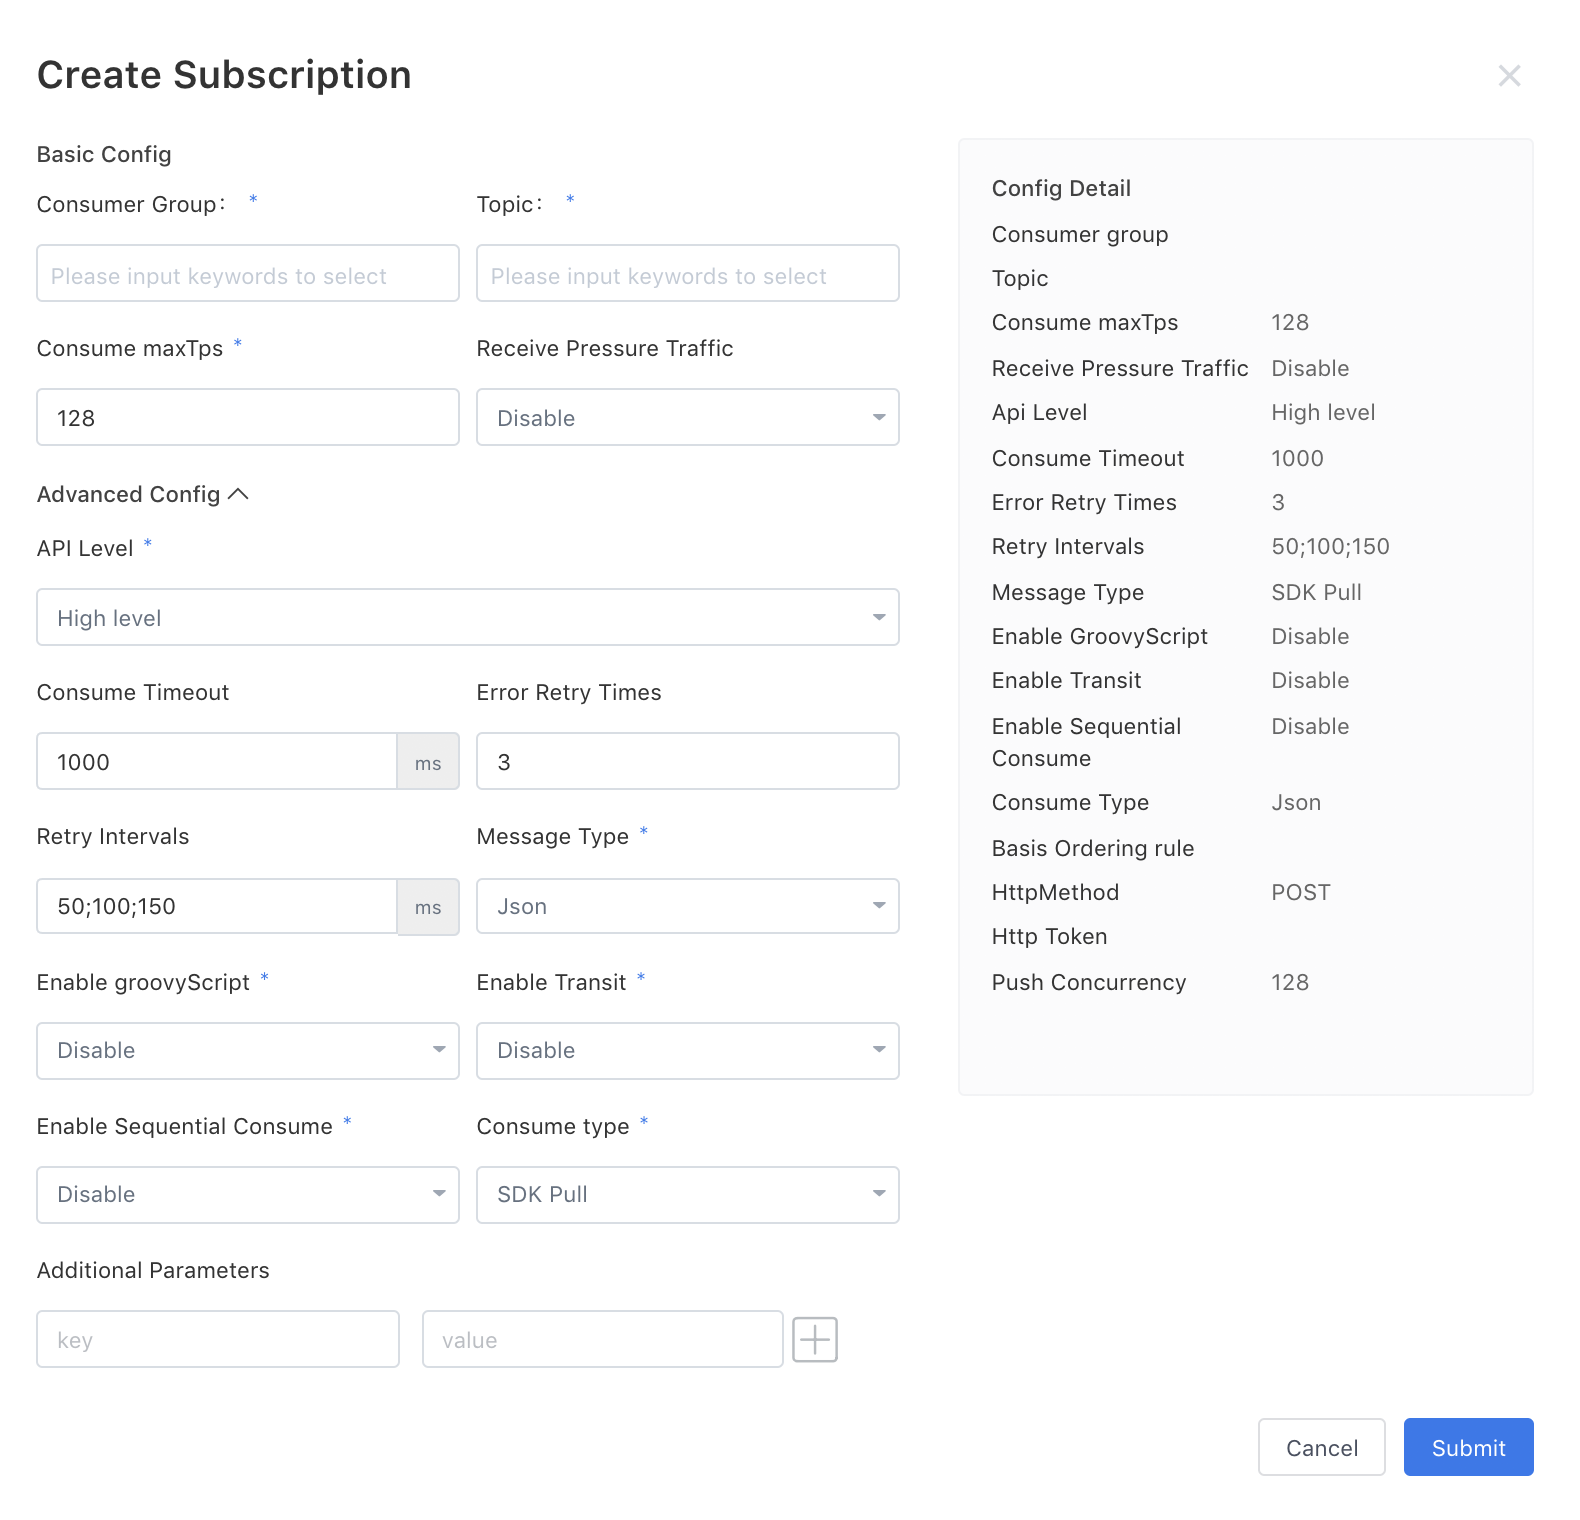 Create Subscription
Basic Config
Consumer Group: *
Topic: *
Please input keywords to select
Please input keywords to select
Consume maxTps *
Receive Pressure Traffic
128
Disable
Advanced Config
API Level *
High level
Consume Timeout
Error Retry Times
1000 ms
3
Retry Intervals
Message Type *
50;100;150 ms
Json
Enable groovyScript *
Enable Transit *
Disable
Disable
Enable Sequential Consume *
Consume type *
Disable
SDK Pull
Additional Parameters
key
value
Config Detail
Consumer group
Topic
Consume maxTps 128
Receive Pressure Traffic Disable
Api Level High level
Consume Timeout 1000
Error Retry Times 3
Retry Intervals 50;100;150
Message Type SDK Pull
Enable GroovyScript Disable
Enable Transit Disable
Enable Sequential Disable
Consume
Consume Type Json
Basis Ordering rule
HttpMethod POST
Http Token
Push Concurrency 128
Cancel
Submit